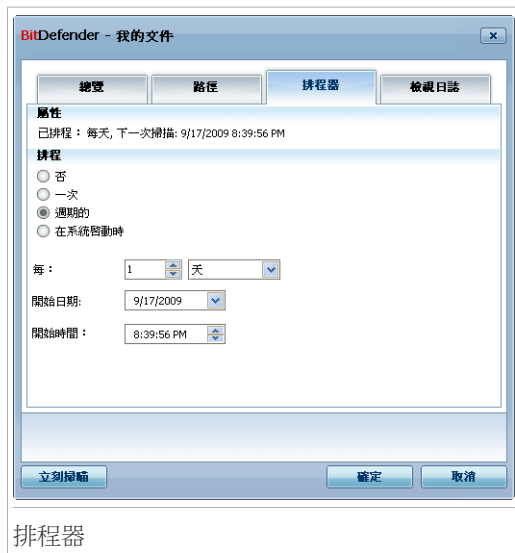 BitDefender - 我的文件
總覽 路徑 排程器 檢視日誌
屬性
已排程： 每天, 下一次掃描: 9/17/2009 8:39:56 PM
排程
否
一次
週期的
在系統啓動時
每： 1 天
開始日期: 9/17/2009
開始時間： 8:39:56 PM
立刻掃瞄 確定 取消
排程器